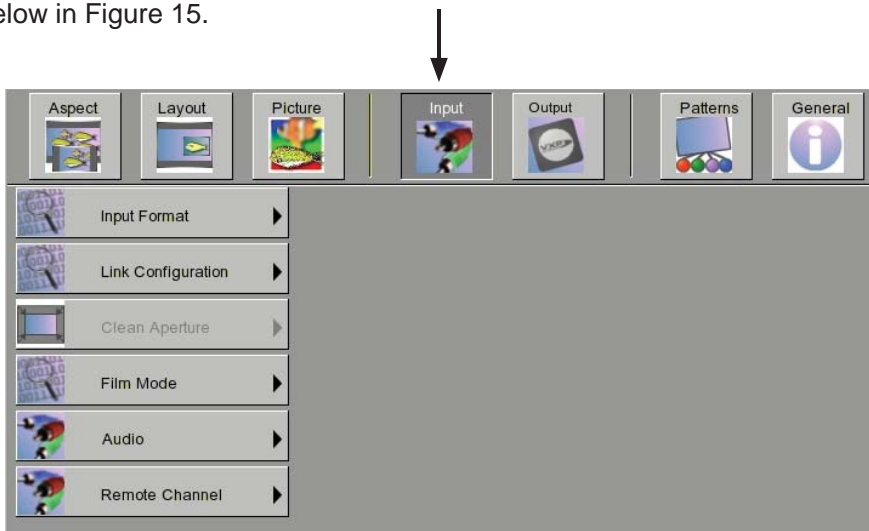 elow in Figure 15.
Aspect Layout Picture Input Output Patterns General
VXP
Input Format
Link Configuration
Clean Aperture
Film Mode
Audio
Remote Channel